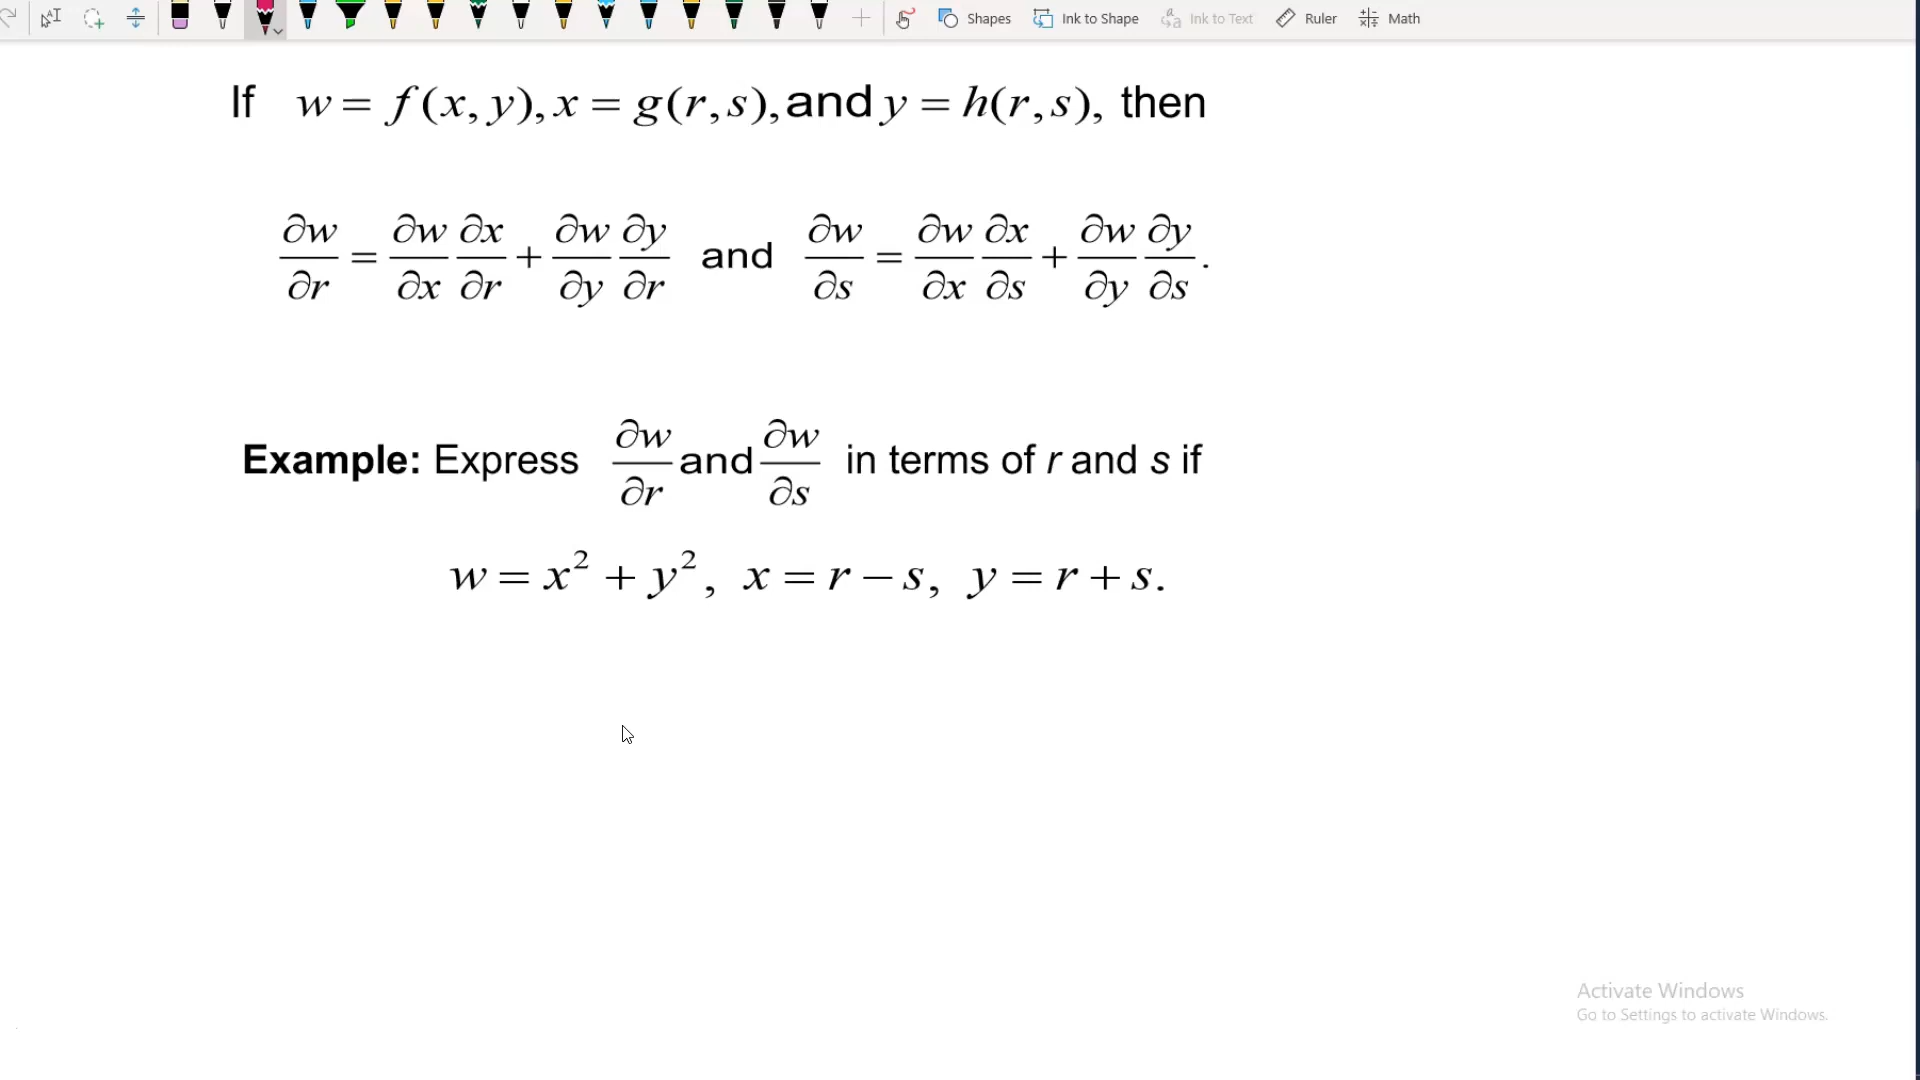 Shapes Ink to Shape Ink to Text Ruler Math
If w = f(x, y), x = g(r, s), and y = h(r, s), then
∂w/∂r = ∂w/∂x ∂x/∂r + ∂w/∂y ∂y/∂r and ∂w/∂s = ∂w/∂x ∂x/∂s + ∂w/∂y ∂y/∂s.
Example: Express ∂w/∂r and ∂w/∂s in terms of r and s if
w = x² + y², x = r − s, y = r + s.
Activate Windows
Go to Settings to activate Windows.